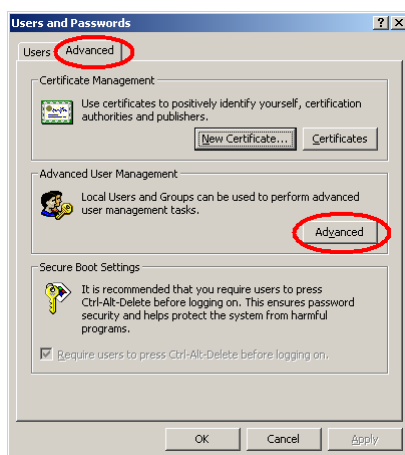 Users and Passwords
Users
Advanced
Certificate Management
Use certificates to positively identify yourself, certification
authorities and publishers.
New Certificate...
Certificates
Advanced User Management
Local Users and Groups can be used to perform advanced
user management tasks.
Advanced
Secure Boot Settings
It is recommended that you require users to press
Ctrl-Alt-Delete before logging on. This ensures password
security and helps protect the system from harmful
programs.
Require users to press Ctrl-Alt-Delete before logging on.
OK
Cancel
Apply